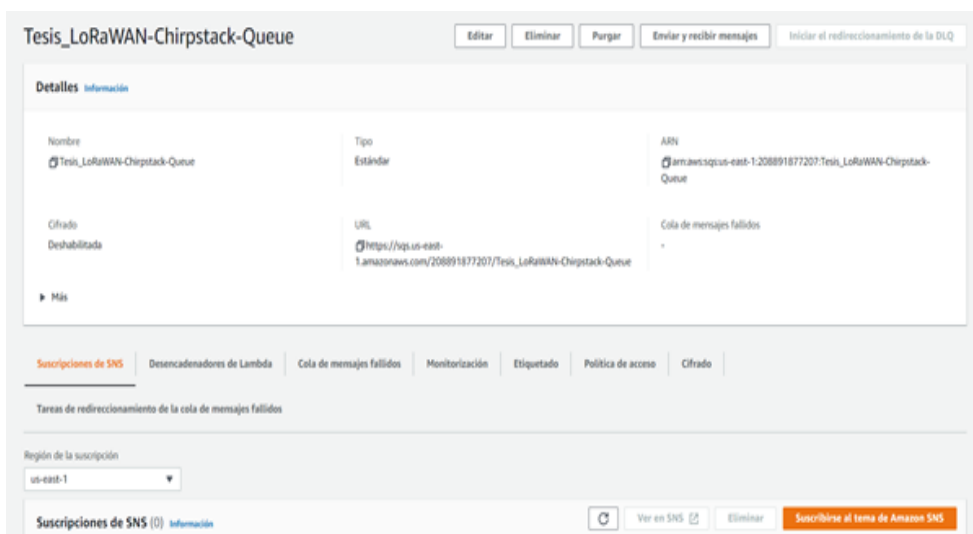 Tesis_LoRaWAN-Chirpstack-Queue
Editar
Eliminar
Purgar
Enviar y recibir mensajes
Iniciar el redireccionamiento de la DLQ
Detalles Información
Nombre
Tesis_LoRaWAN-Chirpstack-Queue
Tipo
Estándar
ARN
arn:aws:sqs:us-east-1:208891877207:Tesis_LoRaWAN-Chirpstack-
Queue
Cifrado
Deshabilitada
URL
https://sqs.us-east-
1.amazonaws.com/208891877207/Tesis_LoRaWAN-Chirpstack-Queue
Cola de mensajes fallidos
-
Más
Suscripciones de SNS
Desencadenadores de Lambda
Cola de mensajes fallidos
Monitorización
Etiquetado
Política de acceso
Cifrado
Tareas de redireccionamiento de la cola de mensajes fallidos
Región de la suscripción
us-east-1
Suscripciones de SNS (0) Información
Ver en SNS
Eliminar
Suscribirse al tema de Amazon SNS